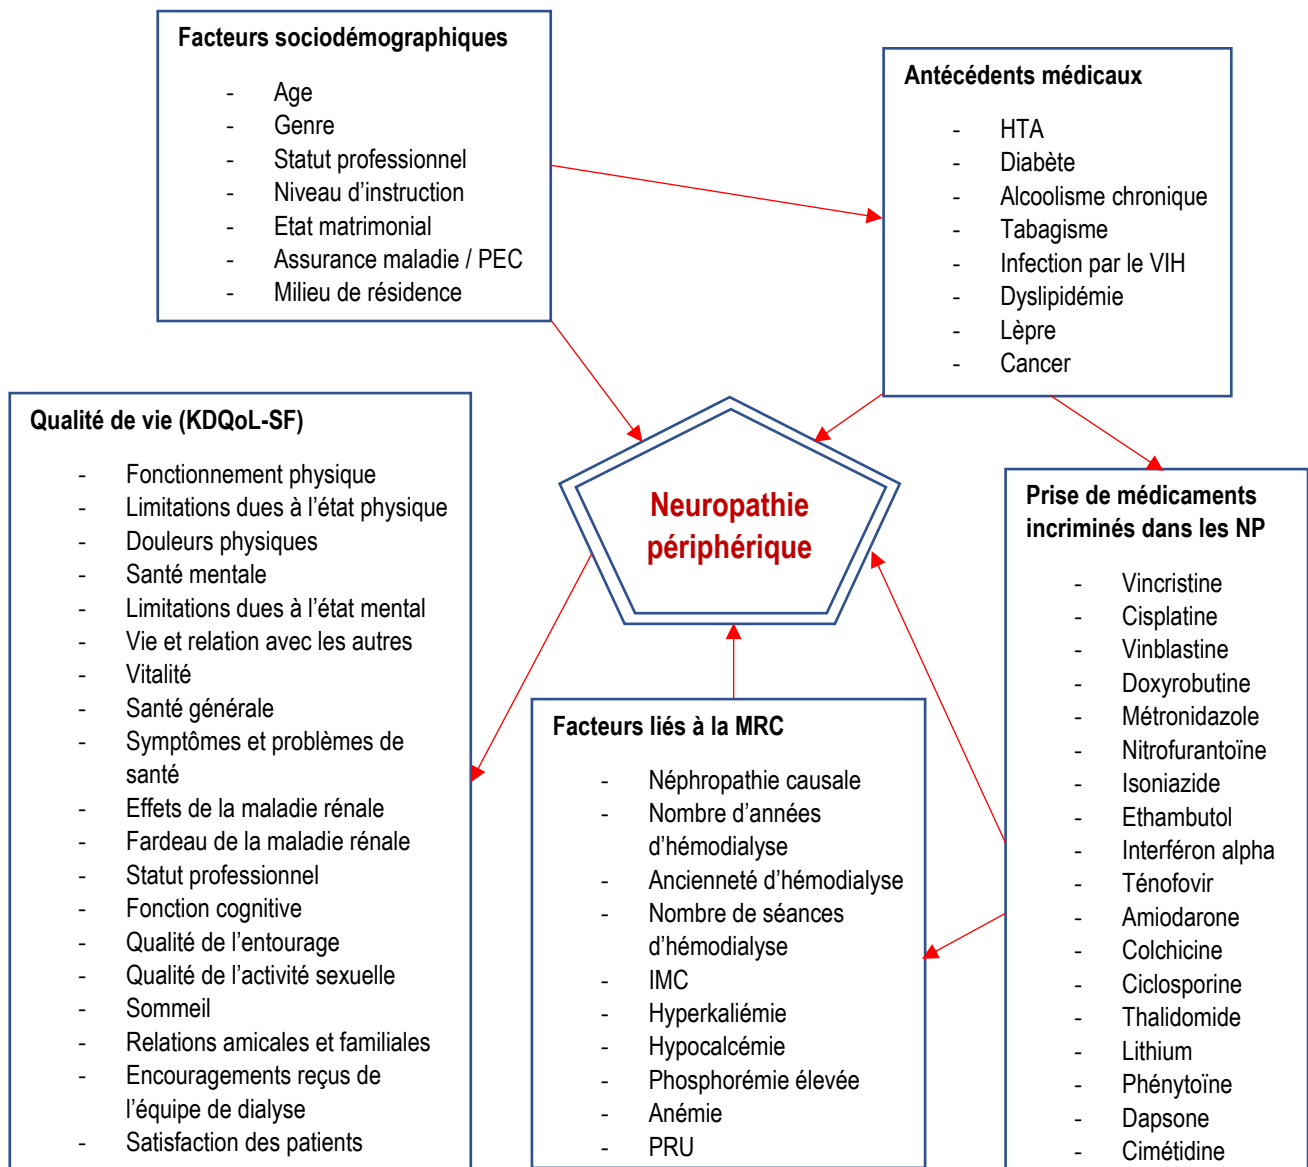 Facteurs sociodémographiques
- Age
- Genre
- Statut professionnel
- Niveau d’instruction
- Etat matrimonial
- Assurance maladie / PEC
- Milieu de résidence
Antécédents médicaux
- HTA
- Diabète
- Alcoolisme chronique
- Tabagisme
- Infection par le VIH
- Dyslipidémie
- Lèpre
- Cancer
Qualité de vie (KDQoL-SF)
- Fonctionnement physique
- Limitations dues à l’état physique
- Douleurs physiques
- Santé mentale
- Limitations dues à l’état mental
- Vie et relation avec les autres
- Vitalité
- Santé générale
- Symptômes et problèmes de
santé
- Effets de la maladie rénale
- Fardeau de la maladie rénale
- Statut professionnel
- Fonction cognitive
- Qualité de l’entourage
- Qualité de l’activité sexuelle
- Sommeil
- Relations amicales et familiales
- Encouragements reçus de
l’équipe de dialyse
- Satisfaction des patients
Neuropathie
périphérique
Facteurs liés à la MRC
- Néphropathie causale
- Nombre d’années
d’hémodialyse
- Ancienneté d’hémodialyse
- Nombre de séances
d’hémodialyse
- IMC
- Hyperkaliémie
- Hypocalcémie
- Phosphorémie élevée
- Anémie
- PRU
Prise de médicaments
incriminés dans les NP
- Vincristine
- Cisplatine
- Vinblastine
- Doxyrobutine
- Métronidazole
- Nitrofurantoïne
- Isoniazide
- Ethambutol
- Interféron alpha
- Ténofovir
- Amiodarone
- Colchicine
- Ciclosporine
- Thalidomide
- Lithium
- Phénytoïne
- Dapsone
- Cimétidine